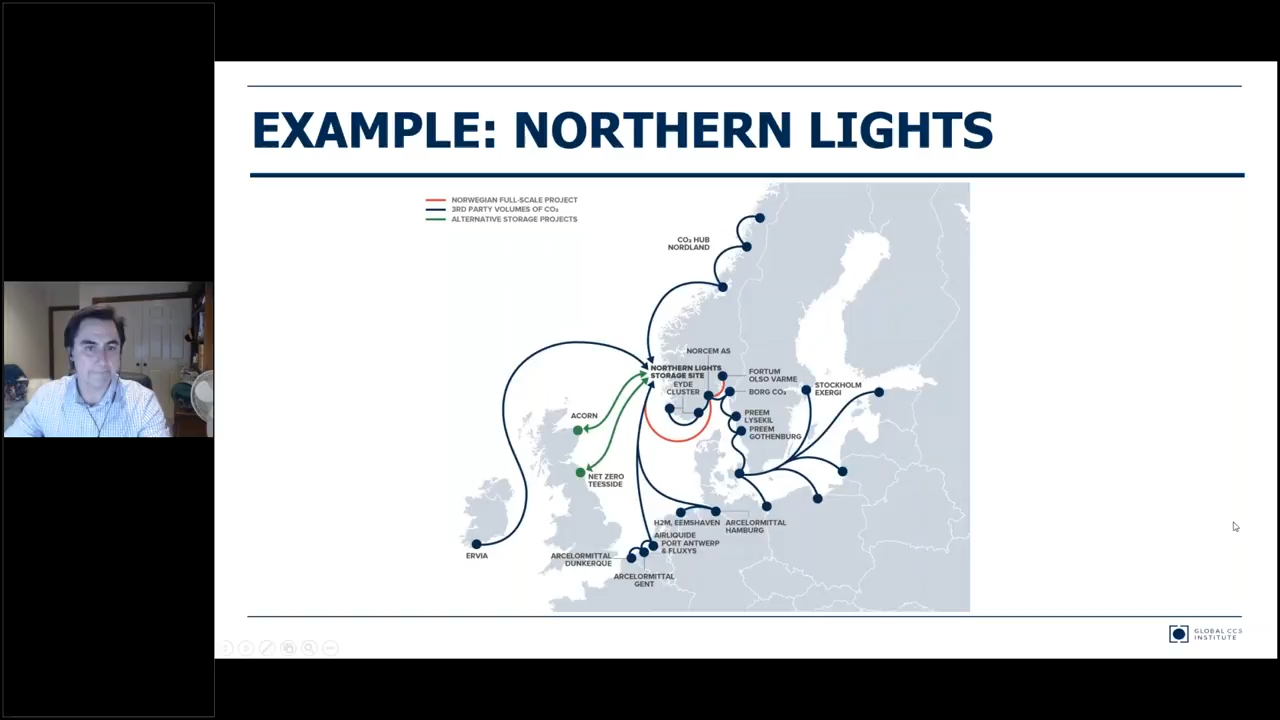 EXAMPLE: NORTHERN LIGHTS
NORWEGIAN FULL-SCALE PROJECT
3RD PARTY VOLUMES OF CO₂
ALTERNATIVE STORAGE PROJECTS
CO₂ HUB
NORDLAND
NORCEM AS
NORTHERN LIGHTS
STORAGE SITE
EYDE
CLUSTER
FORTUM
OLSO VARME
BORG CO₂
STOCKHOLM
EXERGI
PREEM
LYSEKIL
PREEM
GOTHENBURG
ACORN
NET ZERO
TEESSIDE
H2M, EEMSHAVEN
ARCELORMITTAL
HAMBURG
AIRLIQUIDE
PORT ANTWERP
& FLUXYS
ERVIA
ARCELORMITTAL
DUNKERQUE
ARCELORMITTAL
GENT
GLOBAL CCS
INSTITUTE